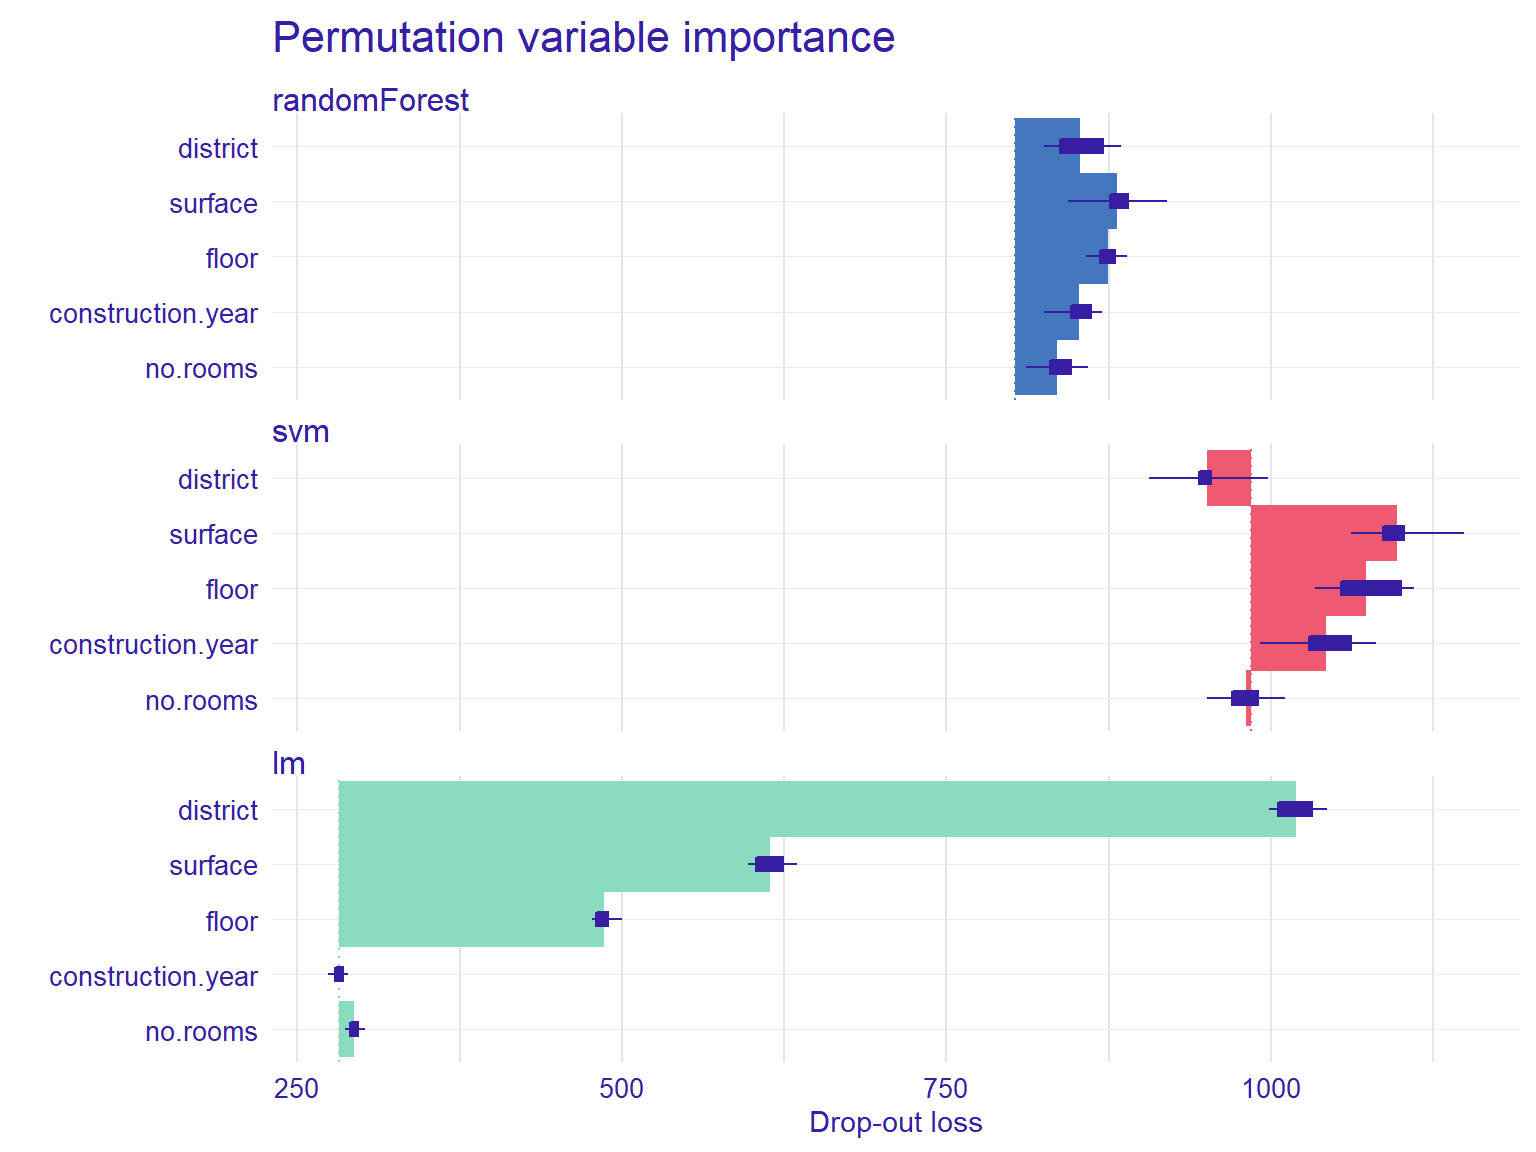 Permutation variable importance
randomForest
district
surface
floor
construction.year
no.rooms
svm
district
surface
floor
construction.year
no.rooms
lm
district
surface
floor
construction.year
no.rooms
250 500 750 1000
Drop-out loss